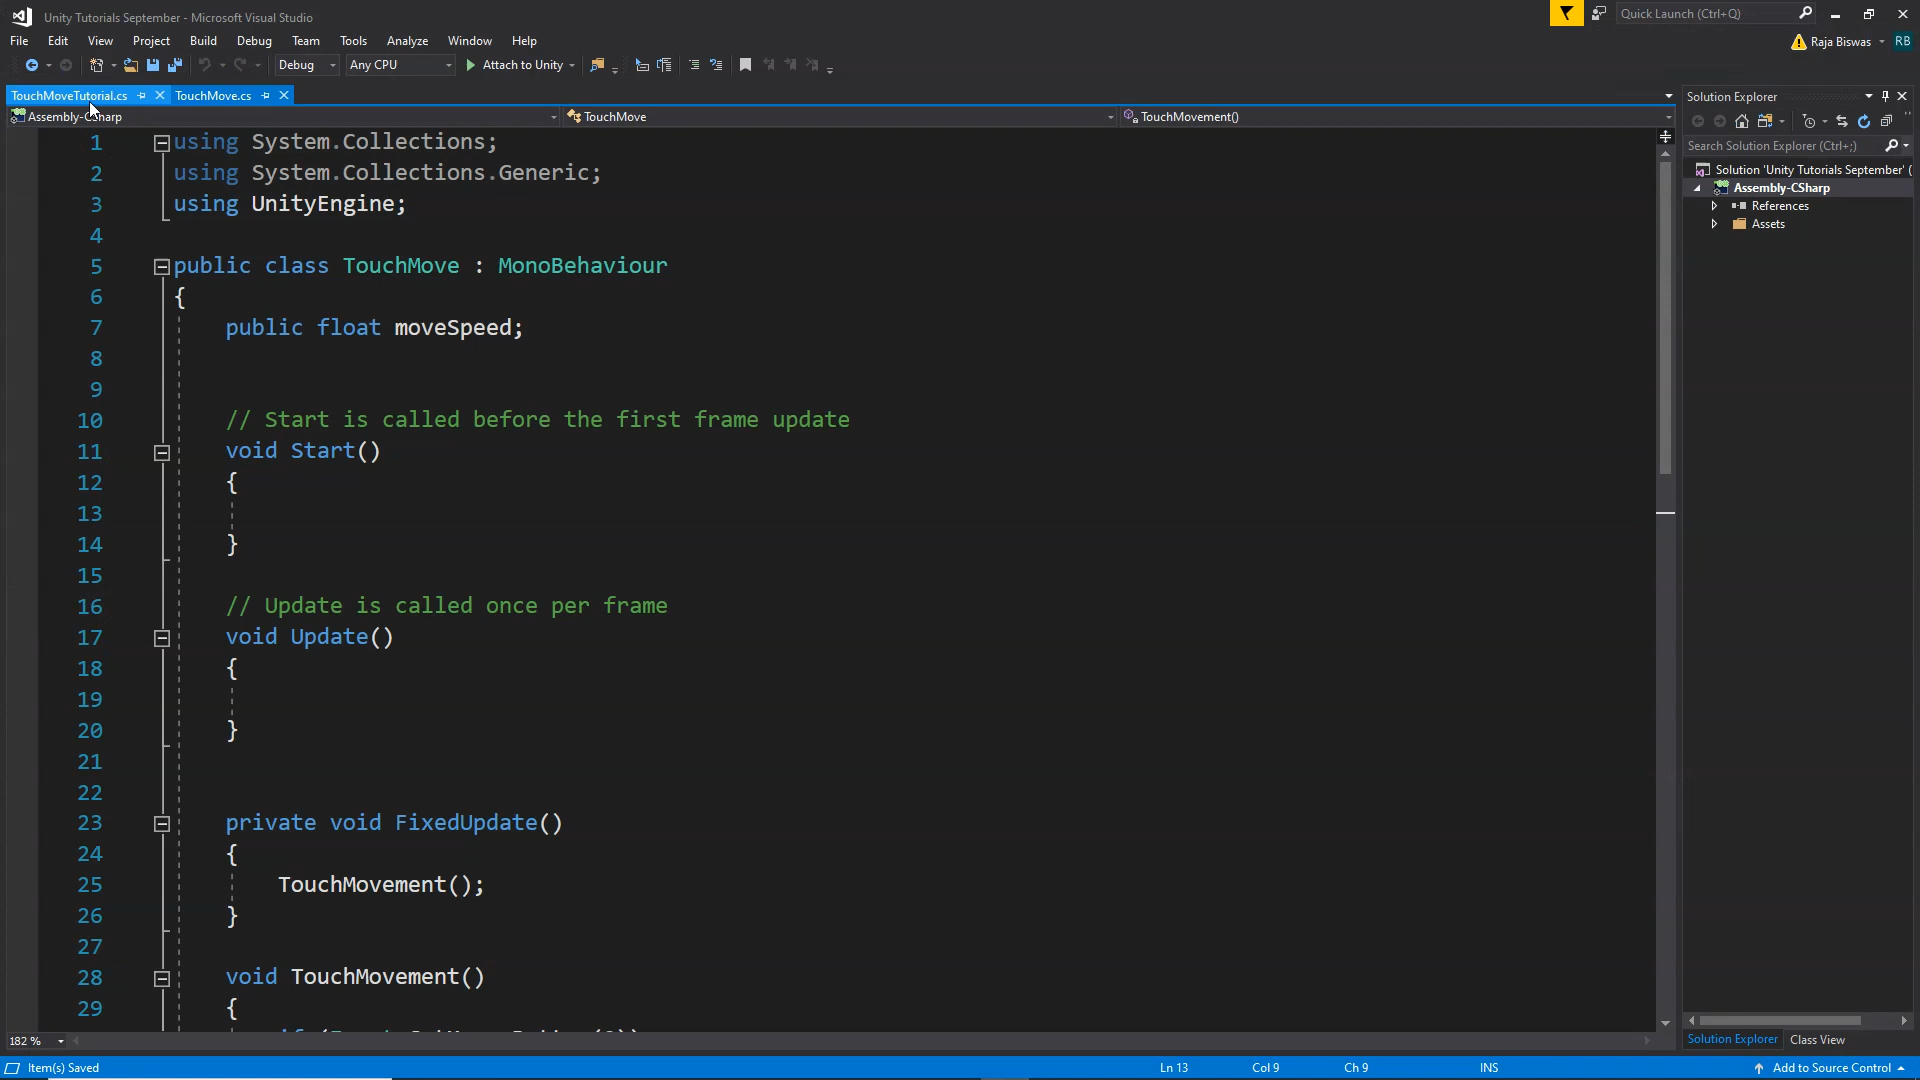 Unity Tutorials September - Microsoft Visual Studio
Quick Launch (Ctrl+Q)
File Edit View Project Build Debug Team Tools Analyze Window Help
Raja Biswas RB
Debug Any CPU Attach to Unity
TouchMoveTutorial.cs TouchMove.cs
Assembly-CSharp TouchMove TouchMovement()
1 using System.Collections;
2 using System.Collections.Generic;
3 using UnityEngine;
4
5 public class TouchMove : MonoBehaviour
6 {
7 public float moveSpeed;
8
9
10 // Start is called before the first frame update
11 void Start()
12 {
13
14 }
15
16 // Update is called once per frame
17 void Update()
18 {
19
20 }
21
22
23 private void FixedUpdate()
24 {
25 TouchMovement();
26 }
27
28 void TouchMovement()
29 {
Solution Explorer
Search Solution Explorer (Ctrl+;)
Solution 'Unity Tutorials September' (
Assembly-CSharp
References
Assets
Solution Explorer Class View
182 %
Item(s) Saved Ln 13 Col 9 Ch 9 INS Add to Source Control